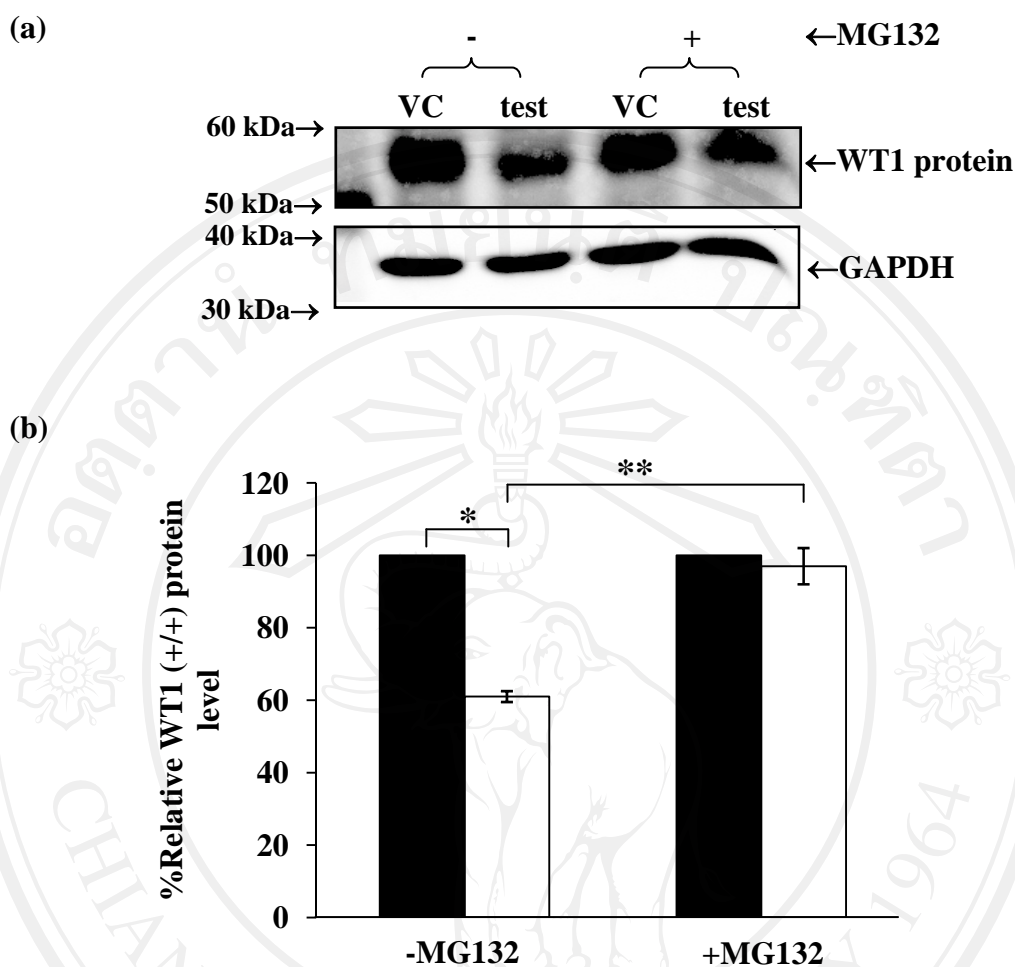 (a)
- + ←MG132
VC test VC test
60 kDa→
←WT1 protein
50 kDa→
40 kDa→
←GAPDH
30 kDa→
(b)
%Relative WT1 (+/+) protein
level
120
100
80
60
40
20
0
*
**
-MG132 +MG132
1964